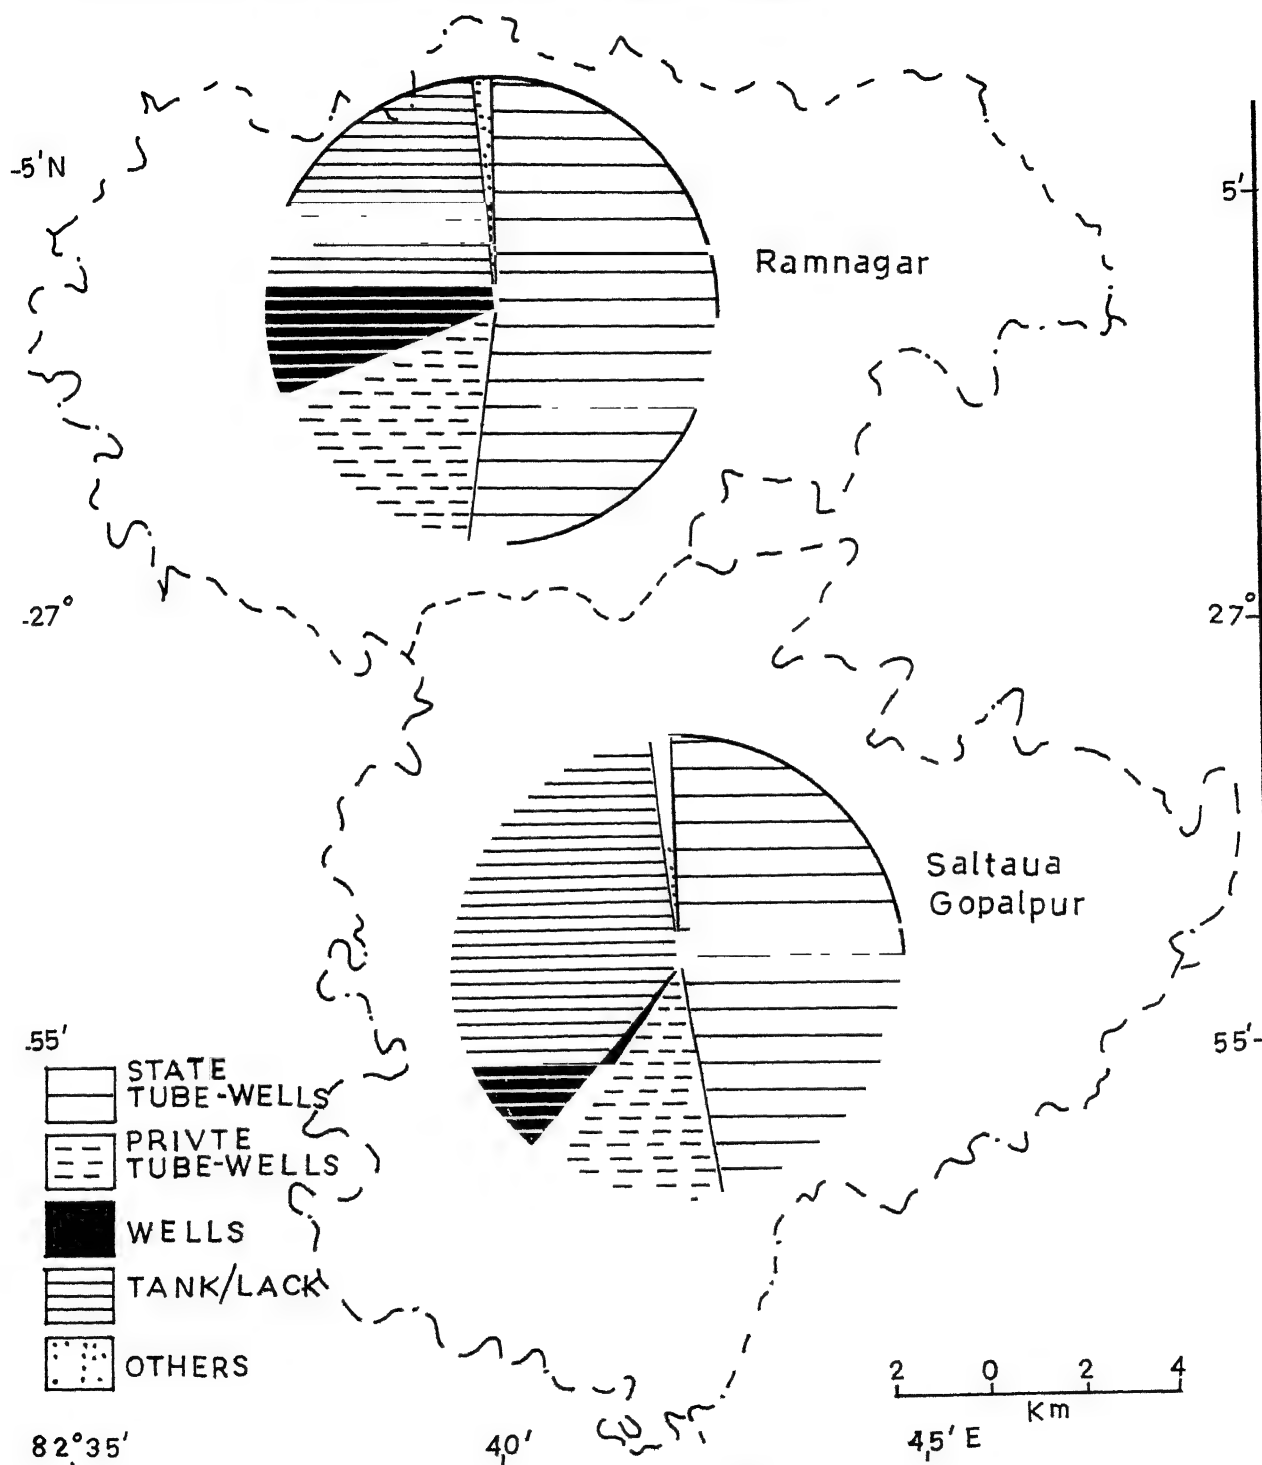 -5'N
5'
Ramnagar
-27°
27°
Saltaua
Gopalpur
.55'
55'-
STATE
TUBE-WELLS
PRIVTE
TUBE-WELLS
WELLS
TANK/LACK
OTHERS
2 0 2 4
Km
82°35' 40' 45'E